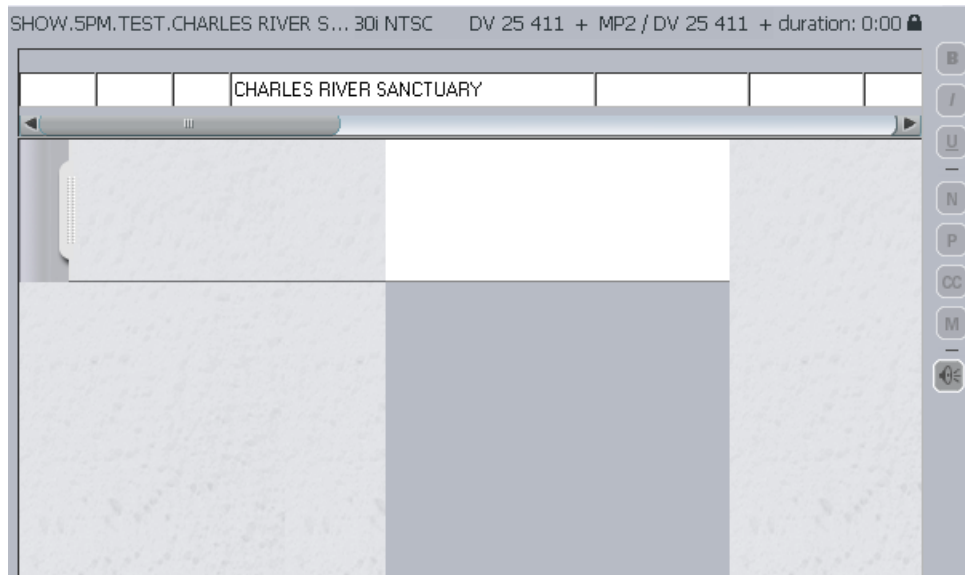 SHOW.5PM.TEST.CHARLES RIVER S... 30i NTSC DV 25 411 + MP2 / DV 25 411 + duration: 0:00
B
CHARLES RIVER SANCTUARY
I
U
N
P
CC
M